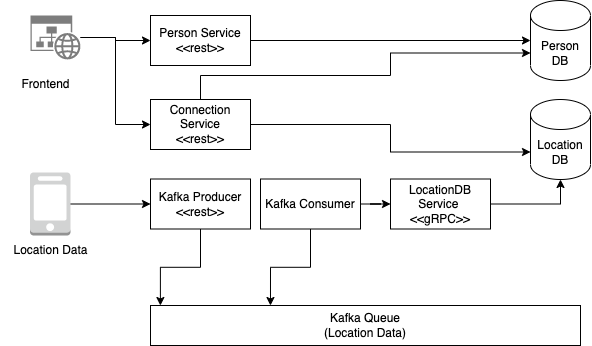 Frontend
Person Service
<<rest>>
Person
DB
Connection
Service
<<rest>>
Location
DB
Location Data
Kafka Producer
<<rest>>
Kafka Consumer
LocationDB
Service
<<gRPC>>
Kafka Queue
(Location Data)